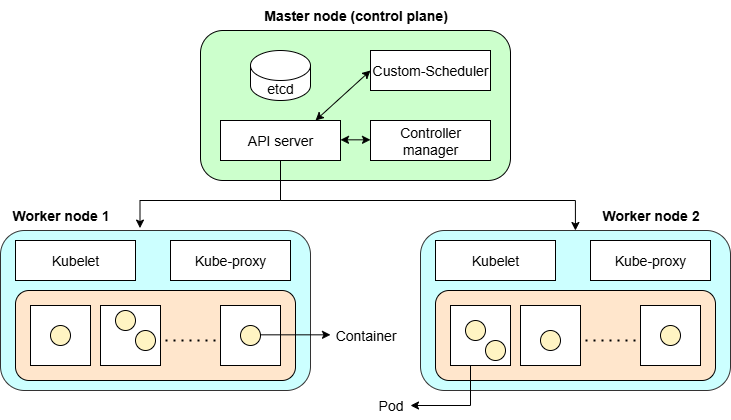 Master node (control plane)
etcd
Custom-Scheduler
API server
Controller
manager
Worker node 1
Worker node 2
Kubelet
Kube-proxy
Kubelet
Kube-proxy
Container
Pod